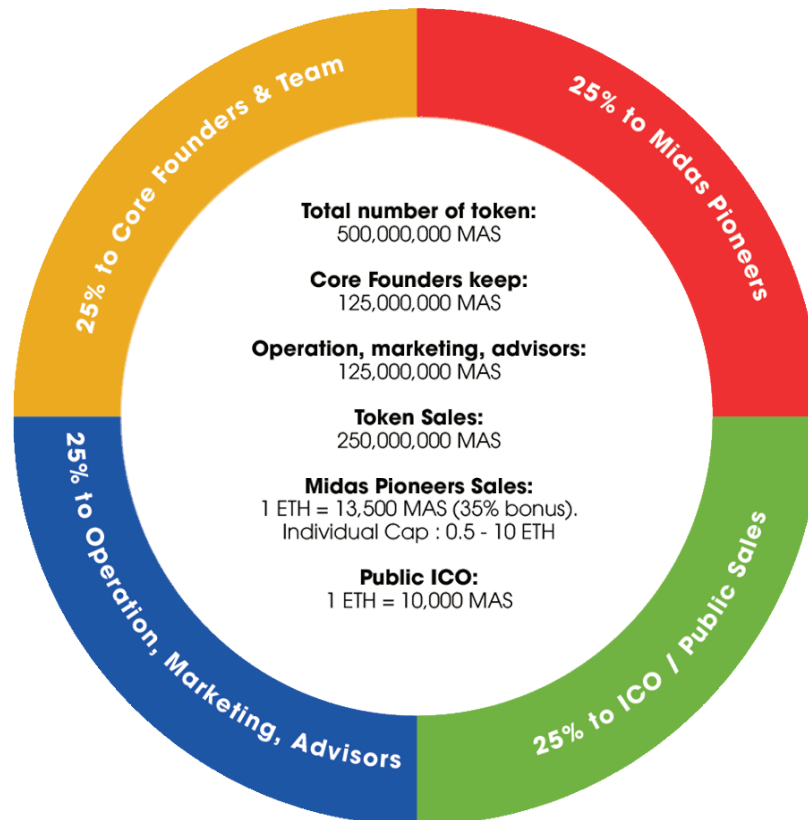 25% to Core Founders & Team
25% to Midas Pioneers
Total number of token:
500,000,000 MAS
Core Founders keep:
125,000,000 MAS
Operation, marketing, advisors:
125,000,000 MAS
Token Sales:
250,000,000 MAS
Midas Pioneers Sales:
1 ETH = 13,500 MAS (35% bonus).
Individual Cap : 0.5 - 10 ETH
Public ICO:
1 ETH = 10,000 MAS
25% to Operation, Marketing, Advisors
25% to ICO / Public Sales